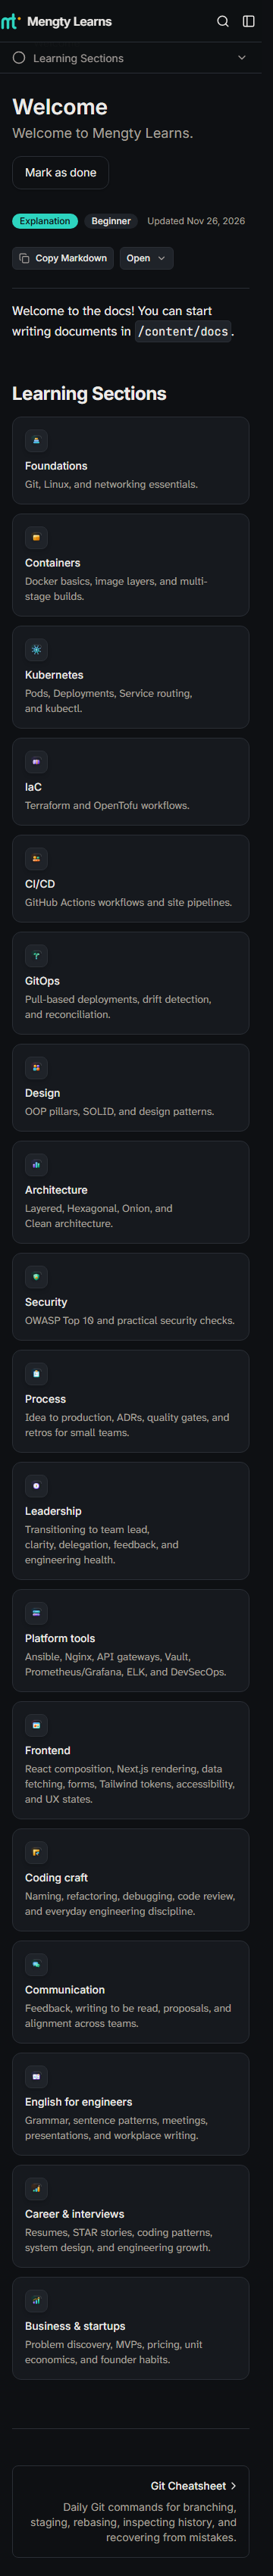 Mengty Learns
Learning Sections
Welcome
Welcome to Mengty Learns.
Mark as done
Explanation Beginner Updated Nov 26, 2026
Copy Markdown Open
Welcome to the docs! You can start
writing documents in /content/docs.
Learning Sections
Foundations
Git, Linux, and networking essentials.
Containers
Docker basics, image layers, and multi-
stage builds.
Kubernetes
Pods, Deployments, Service routing,
and kubectl.
IaC
Terraform and OpenTofu workflows.
CI/CD
GitHub Actions workflows and site pipelines.
GitOps
Pull-based deployments, drift detection,
and reconciliation.
Design
OOP pillars, SOLID, and design patterns.
Architecture
Layered, Hexagonal, Onion, and
Clean architecture.
Security
OWASP Top 10 and practical security checks.
Process
Idea to production, ADRs, quality gates, and
retros for small teams.
Leadership
Transitioning to team lead,
clarity, delegation, feedback, and
engineering health.
Platform tools
Ansible, Nginx, API gateways, Vault,
Prometheus/Grafana, ELK, and DevSecOps.
Frontend
React composition, Next.js rendering, data
fetching, forms, Tailwind tokens, accessibility,
and UX states.
Coding craft
Naming, refactoring, debugging, code review,
and everyday engineering discipline.
Communication
Feedback, writing to be read, proposals, and
alignment across teams.
English for engineers
Grammar, sentence patterns, meetings,
presentations, and workplace writing.
Career & interviews
Resumes, STAR stories, coding patterns,
system design, and engineering growth.
Business & startups
Problem discovery, MVPs, pricing, unit
economics, and founder habits.
Git Cheatsheet
Daily Git commands for branching,
staging, rebasing, inspecting history, and
recovering from mistakes.